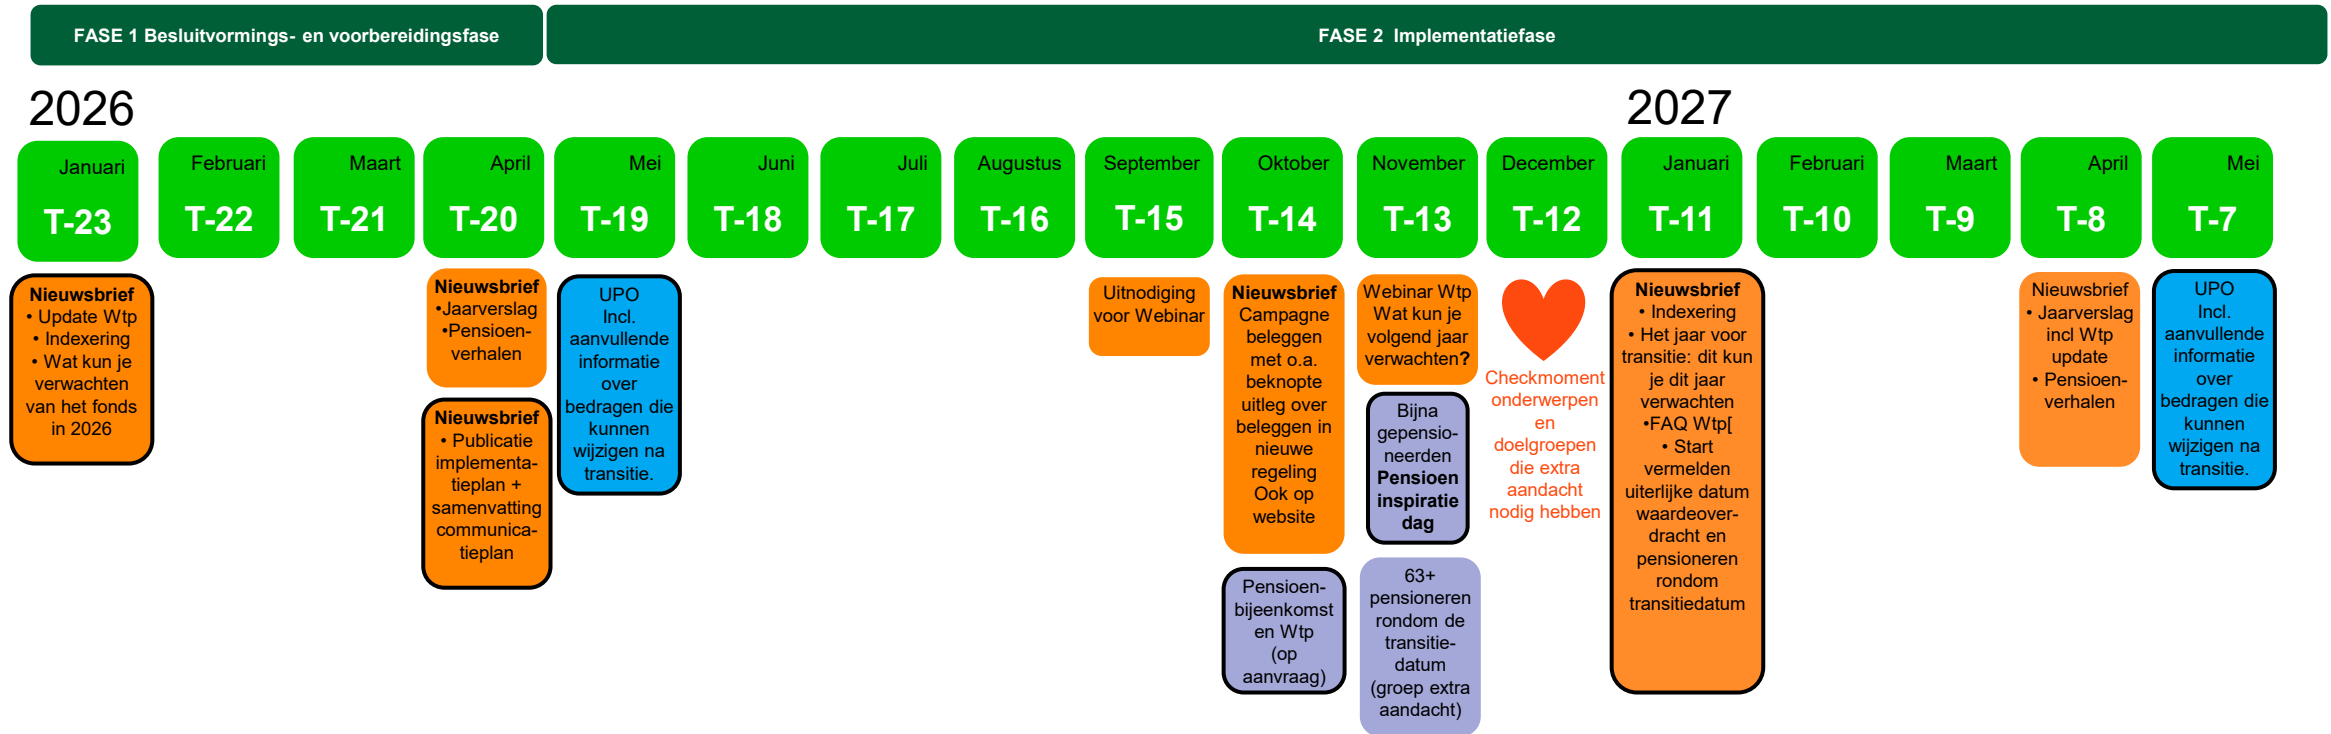 FASE 1 Besluitvormings- en voorbereidingsfase
FASE 2 Implementatiefase
2026
2027
Januari
T-23
Februari
T-22
Maart
T-21
April
T-20
Mei
T-19
Juni
T-18
Juli
T-17
Augustus
T-16
September
T-15
Oktober
T-14
November
T-13
December
T-12
Januari
T-11
Februari
T-10
Maart
T-9
April
T-8
Mei
T-7
Nieuwsbrief
• Update Wtp
• Indexering
• Wat kun je
verwachten
van het fonds
in 2026
Nieuwsbrief
•Jaarverslag
•Pensioen-
verhalen
Nieuwsbrief
• Publicatie
implementa-
tieplan +
samenvatting
communica-
tieplan
UPO
Incl.
aanvullende
informatie
over
bedragen die
kunnen
wijzigen na
transitie.
Uitnodiging
voor Webinar
Nieuwsbrief
Campagne
beleggen
met o.a.
beknopte
uitleg over
beleggen in
nieuwe
regeling
Ook op
website
Pensioen-
bijeenkomst
en Wtp
(op
aanvraag)
Webinar Wtp
Wat kun je
volgend jaar
verwachten?
Bijna
gepensio-
neerden
Pensioen
inspiratie
dag
63+
pensioneren
rondom de
transitie-
datum
(groep extra
aandacht)
Checkmoment
onderwerpen
en
doelgroepen
die extra
aandacht
nodig hebben
Nieuwsbrief
• Indexering
• Het jaar voor
transitie: dit kun
je dit jaar
verwachten
•FAQ Wtp[
• Start
vermelden
uiterlijke datum
waardeover-
dracht en
pensioneren
rondom
transitiedatum
Nieuwsbrief
• Jaarverslag
incl Wtp
update
• Pensioen-
verhalen
UPO
Incl.
aanvullende
informatie
over
bedragen die
kunnen
wijzigen na
transitie.